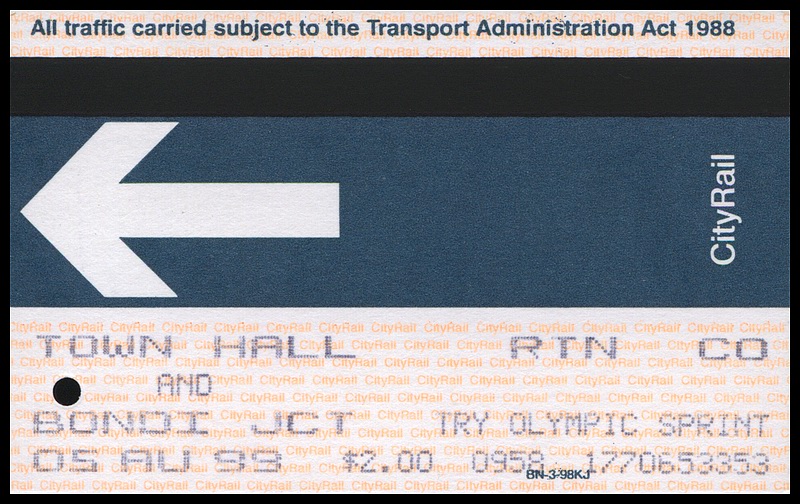 All traffic carried subject to the Transport Administration Act 1988
CityRail
TOWN HALL RTN CO
AND
BONDI JCT TRY OLYMPIC SPRINT
05 AU 99 $2.00 0958 1770653353
BN-3-98KJ